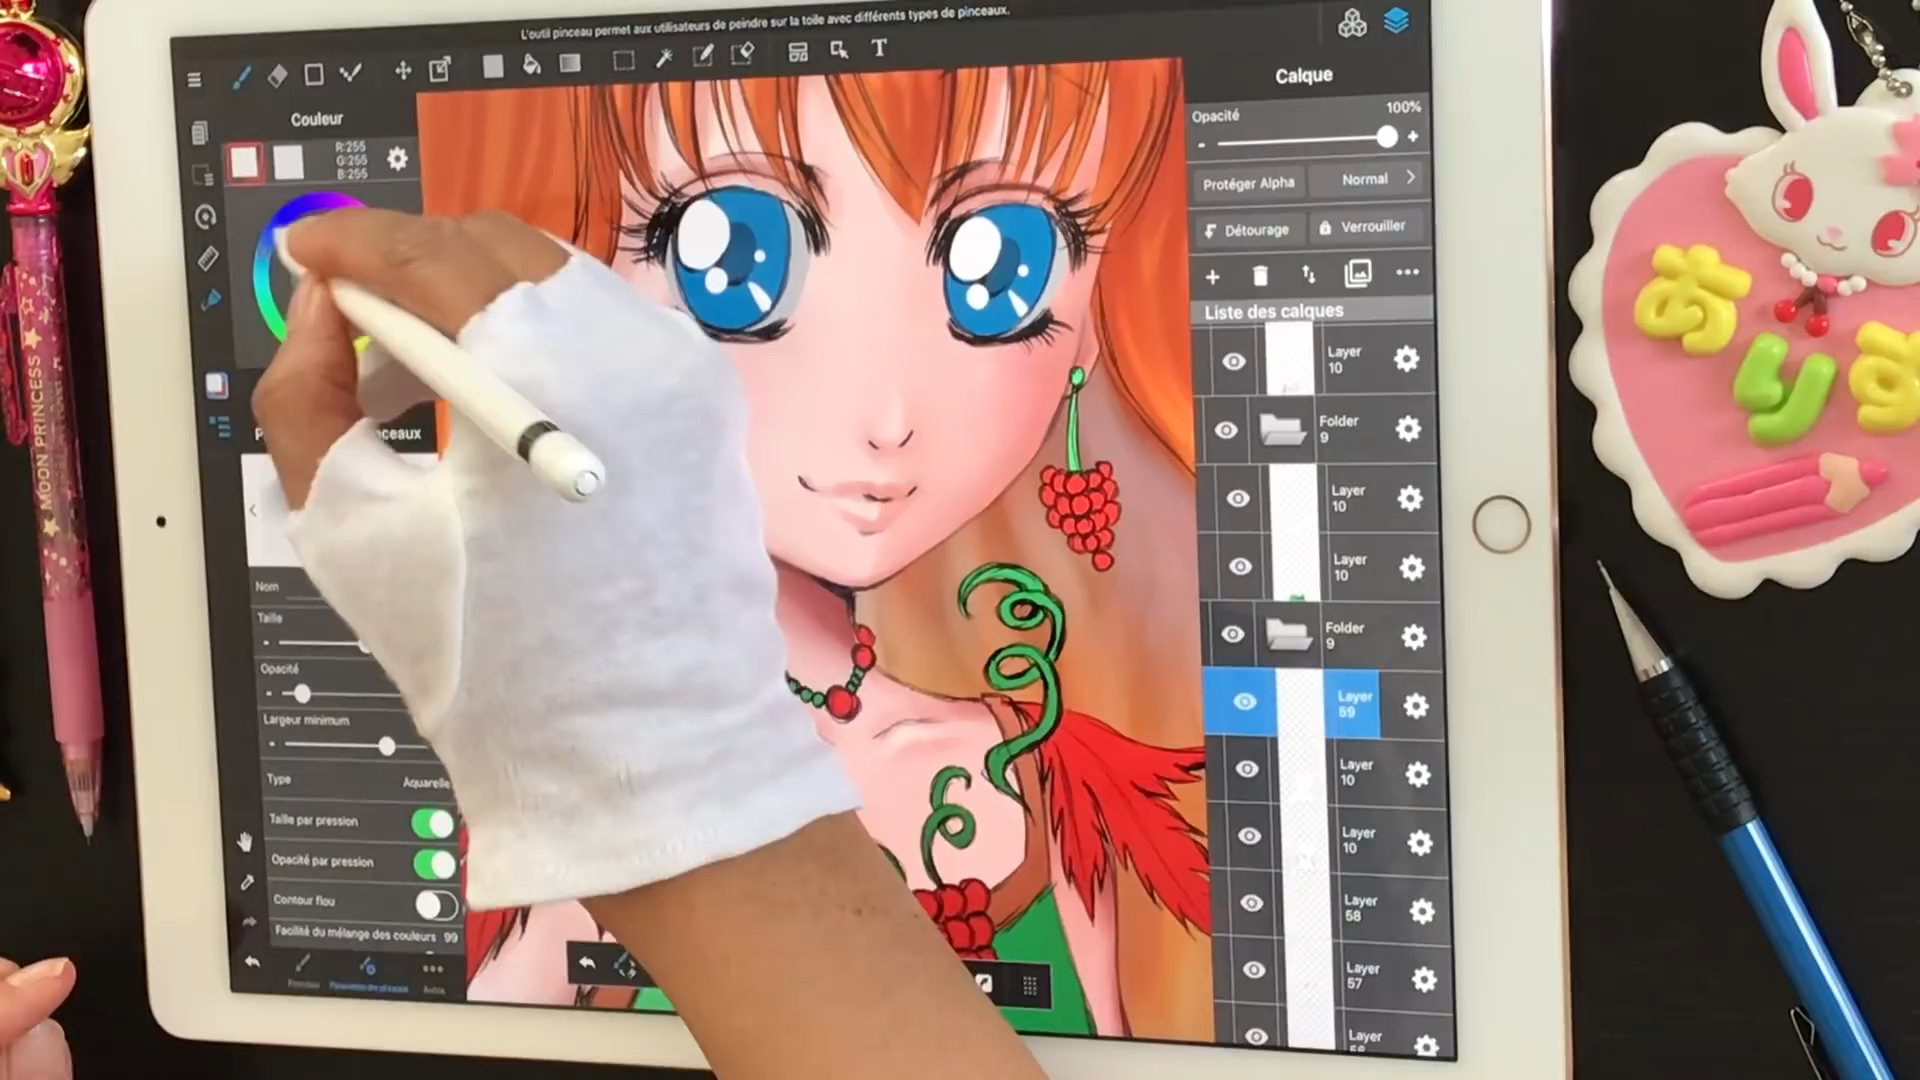 L'outil pinceau permet aux utilisateurs de peindre sur la toile avec différents types de pinceaux.
T
Couleur
R:255
G:255
B:255
Calque
Opacité
100%
Protéger Alpha
Normal
Détourage
Verrouiller
Liste des calques
Layer
10
Folder
9
Layer
10
Layer
10
Folder
9
Layer
59
Layer
10
Layer
10
Layer
58
Layer
57
Layer
Nom
Taille
Opacité
Largeur minimum
Type
Aquarelle
Taille par pression
Opacité par pression
Contour flou
Facilité du mélange des couleurs 99
MOON PRINCESS